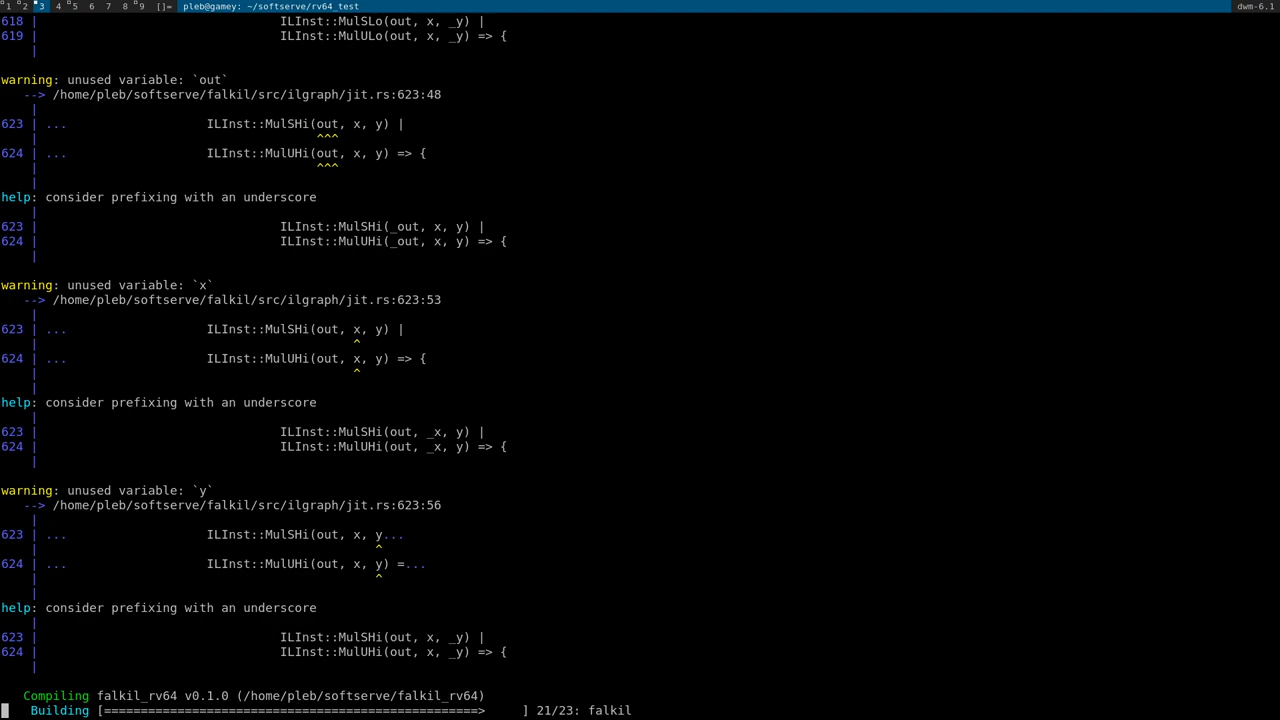 1 2 3 4 5 6 7 8 9 []= pleb@gamey: ~/softserve/rv64_test dwm-6.1
618 | ILInst::MulSLo(out, x, _y) |
619 | ILInst::MulULo(out, x, _y) => {
|
warning: unused variable: `out`
--> /home/pleb/softserve/falkil/src/ilgraph/jit.rs:623:48
|
623 | ... ILInst::MulSHi(out, x, y) |
| ^^^
624 | ... ILInst::MulUHi(out, x, y) => {
| ^^^
|
help: consider prefixing with an underscore
|
623 | ILInst::MulSHi(_out, x, y) |
624 | ILInst::MulUHi(_out, x, y) => {
|
warning: unused variable: `x`
--> /home/pleb/softserve/falkil/src/ilgraph/jit.rs:623:53
|
623 | ... ILInst::MulSHi(out, x, y) |
| ^
624 | ... ILInst::MulUHi(out, x, y) => {
| ^
|
help: consider prefixing with an underscore
|
623 | ILInst::MulSHi(out, _x, y) |
624 | ILInst::MulUHi(out, _x, y) => {
|
warning: unused variable: `y`
--> /home/pleb/softserve/falkil/src/ilgraph/jit.rs:623:56
|
623 | ... ILInst::MulSHi(out, x, y...
| ^
624 | ... ILInst::MulUHi(out, x, y) =...
| ^
|
help: consider prefixing with an underscore
|
623 | ILInst::MulSHi(out, x, _y) |
624 | ILInst::MulUHi(out, x, _y) => {
|
Compiling falkil_rv64 v0.1.0 (/home/pleb/softserve/falkil_rv64)
Building [===================================================> ] 21/23: falkil